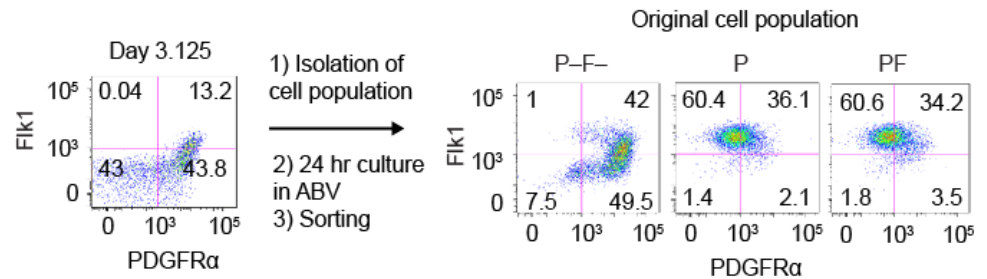 Original cell population
Day 3.125
1) Isolation of
cell population
2) 24 hr culture
in ABV
3) Sorting
P–F–
P
PF
Flk1
10⁵
10³
0
0.04
13.2
43
43.8
0
10³
10⁵
PDGFRα
Flk1
10⁵
10³
0
1
42
7.5
49.5
0
10³
10⁵
60.4
36.1
1.4
2.1
0
10³
10⁵
60.6
34.2
1.8
3.5
0
10³
10⁵
PDGFRα